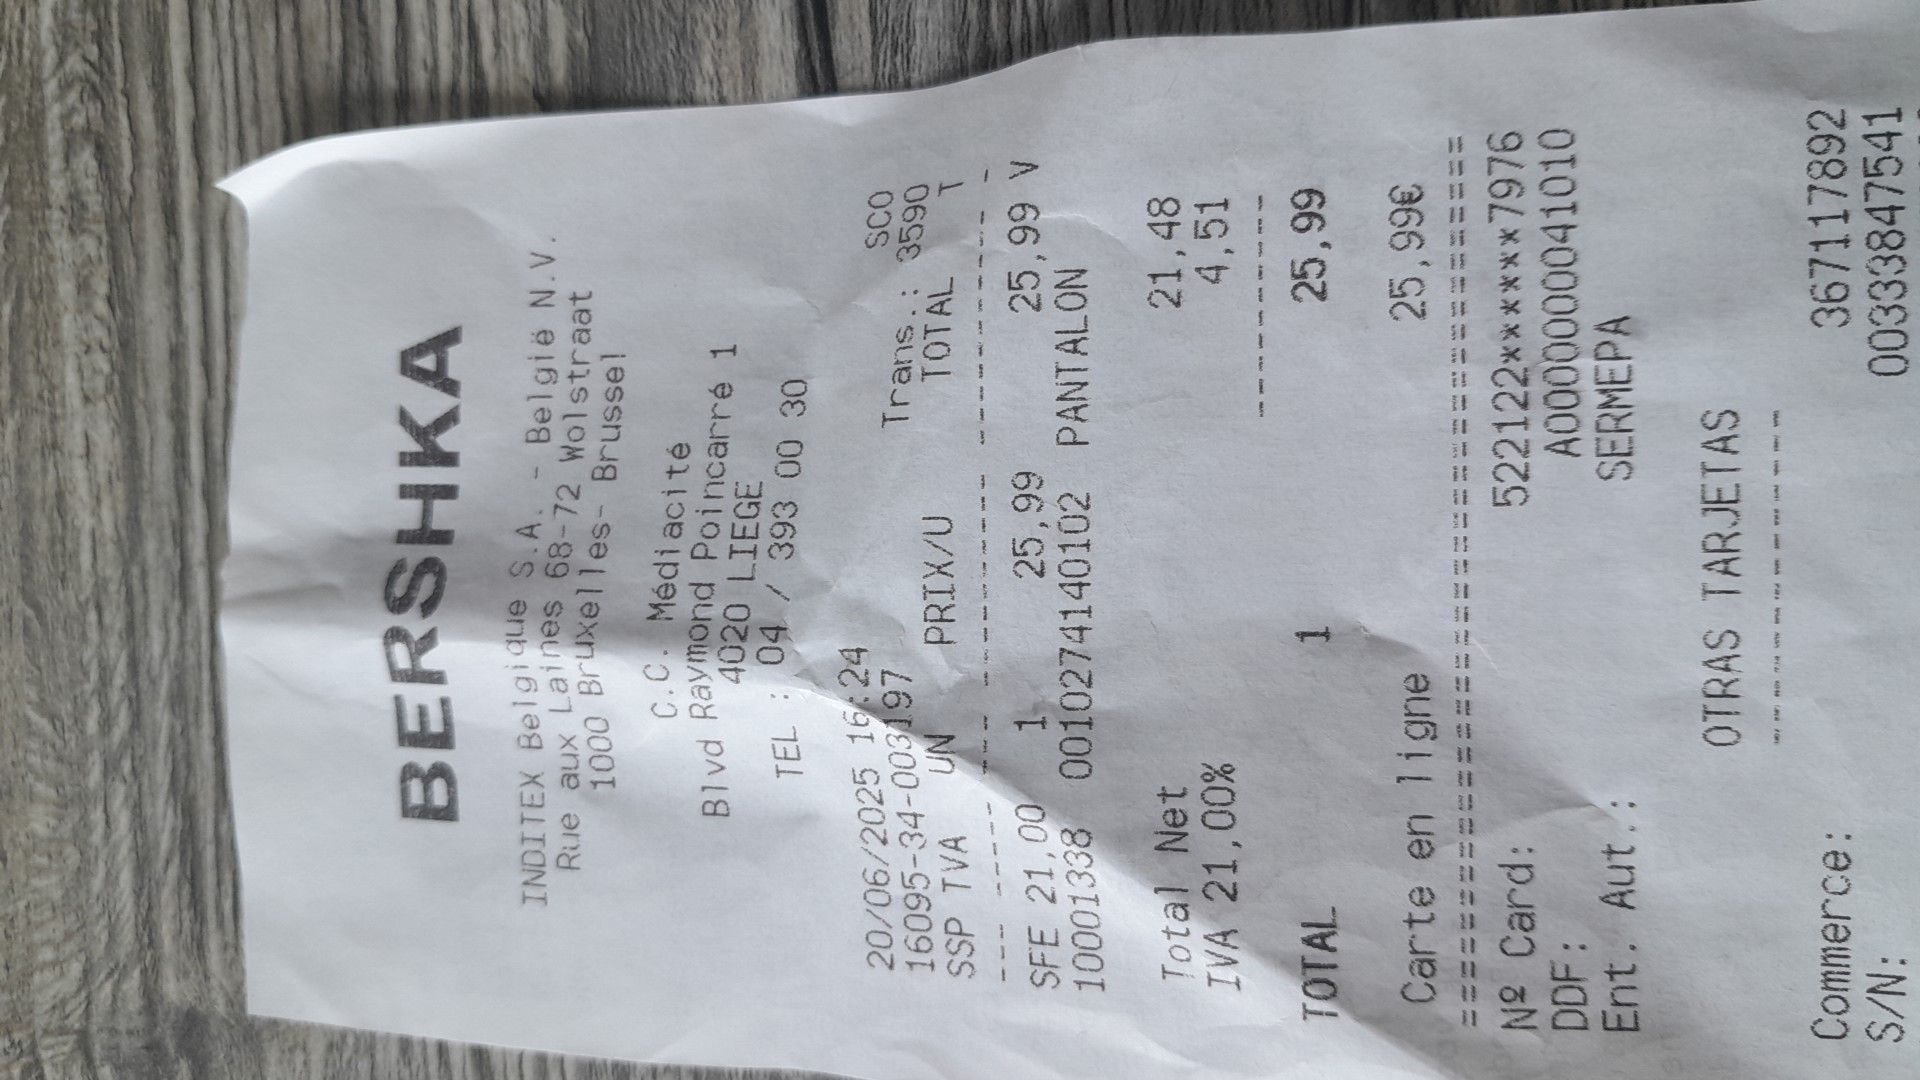 BERSHKA
INDITEX Belgique S.A. - België N.V.
Rue aux Laines 68-72 Wolstraat
1000 Bruxelles- Brussel
C.C. Médiacité
Blvd Raymond Poincarré 1
4020 LIEGE
TEL : 04 / 393 00 30
20/06/2025 16:24 SCO
16095-34-003197 Trans.: 3590
SSP TVA UN PRIX/U TOTAL T
--- ----- --- ---------- ---------- -
SFE 21,00 1 25,99 25,99 V
10001338 00102741140102 PANTALON
Total Net 21,48
IVA 21,00% 4,51
----------
TOTAL 1 25,99
Carte en ligne 25,99€
========================================
Nº Card: 522122******7976
DDF: A0000000041010
Ent. Aut.: SERMEPA
OTRAS TARJETAS
---------------
Commerce: 367117892
S/N: 00333847541